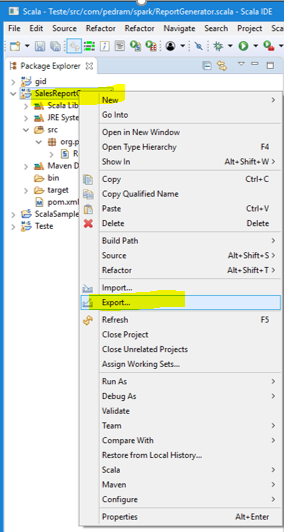 Scala - Teste/src/com/pedram/spark/ReportGenerator.scala - Scala IDE
File Edit Source Refactor Refactor Navigate Search Project Scala
Package Explorer
gid
SalesReportG
New
Scala Lib
Go Into
JRE System
src
Open in New Window
org.p
Open Type Hierarchy F4
R
Show In Alt+Shift+W
Maven D
Copy Ctrl+C
bin
Copy Qualified Name
target
Paste Ctrl+V
pom.xml
Delete Delete
ScalaSample
Teste
Build Path
Source Alt+Shift+S
Refactor Alt+Shift+T
Import...
Export...
Refresh F5
Close Project
Close Unrelated Projects
Assign Working Sets...
Run As
Debug As
Validate
Team
Compare With
Restore from Local History...
Scala
Maven
Configure
Properties Alt+Enter